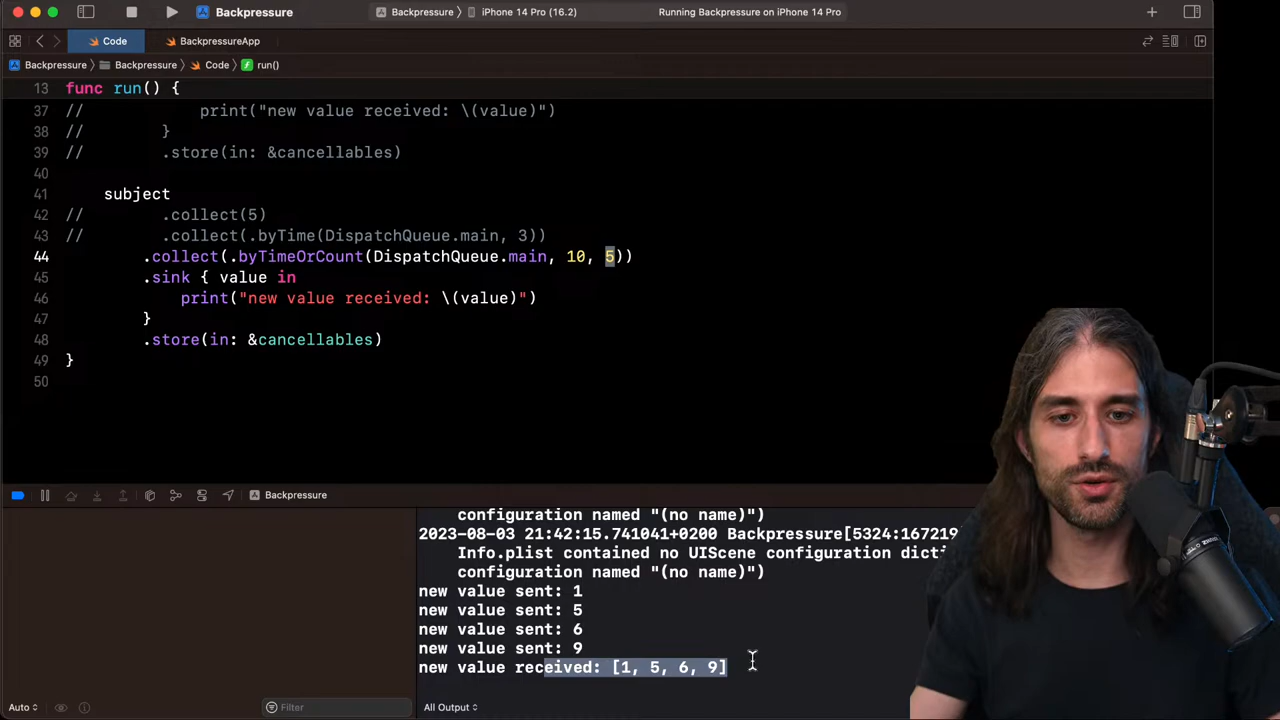 Backpressure
Backpressure
iPhone 14 Pro (16.2)
Running Backpressure on iPhone 14 Pro
Code
BackpressureApp
Backpressure
Backpressure
Code
run()
13 func run() {
37 // print("new value received: \(value)")
38 // }
39 // .store(in: &cancellables)
40
41 subject
42 // .collect(5)
43 // .collect(.byTime(DispatchQueue.main, 3))
44 .collect(.byTimeOrCount(DispatchQueue.main, 10, 5))
45 .sink { value in
46 print("new value received: \(value)")
47 }
48 .store(in: &cancellables)
49 }
50
Backpressure
configuration named "(no name)")
2023-08-03 21:42:15.741041+0200 Backpressure[5324:167219]
Info.plist contained no UIScene configuration dicti
configuration named "(no name)")
new value sent: 1
new value sent: 5
new value sent: 6
new value sent: 9
new value received: [1, 5, 6, 9]
Auto
Filter
All Output